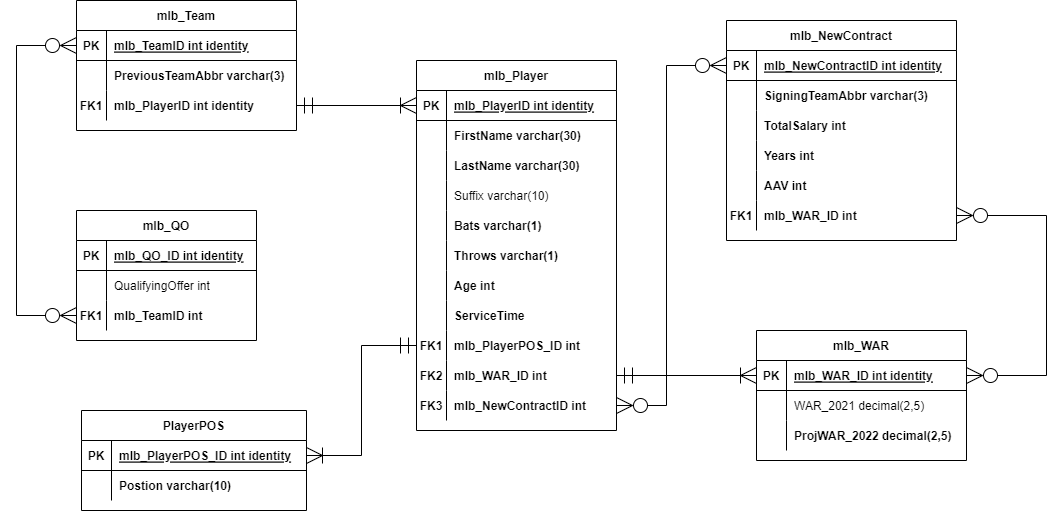 mlb_Team
PK mlb_TeamID int identity
PreviousTeamAbbr varchar(3)
FK1 mlb_PlayerID int identity
mlb_QO
PK mlb_QO_ID int identity
QualifyingOffer int
FK1 mlb_TeamID int
PlayerPOS
PK mlb_PlayerPOS_ID int identity
Postion varchar(10)
mlb_Player
PK mlb_PlayerID int identity
FirstName varchar(30)
LastName varchar(30)
Suffix varchar(10)
Bats varchar(1)
Throws varchar(1)
Age int
ServiceTime
FK1 mlb_PlayerPOS_ID int
FK2 mlb_WAR_ID int
FK3 mlb_NewContractID int
mlb_NewContract
PK mlb_NewContractID int identity
SigningTeamAbbr varchar(3)
TotalSalary int
Years int
AAV int
FK1 mlb_WAR_ID int
mlb_WAR
PK mlb_WAR_ID int identity
WAR_2021 decimal(2,5)
ProjWAR_2022 decimal(2,5)